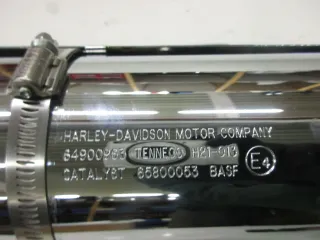 HARLEY-DAVIDSON MOTOR COMPANY
64900963 TENNECO H21-013 E4
CATALYST 65800053 BASF